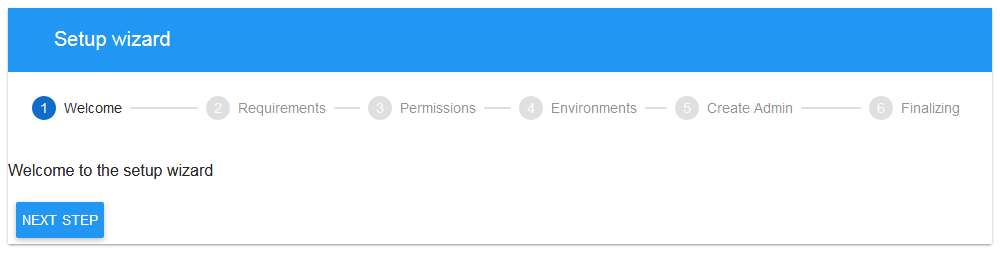 Setup wizard
1 Welcome 2 Requirements 3 Permissions 4 Environments 5 Create Admin 6 Finalizing
Welcome to the setup wizard
NEXT STEP